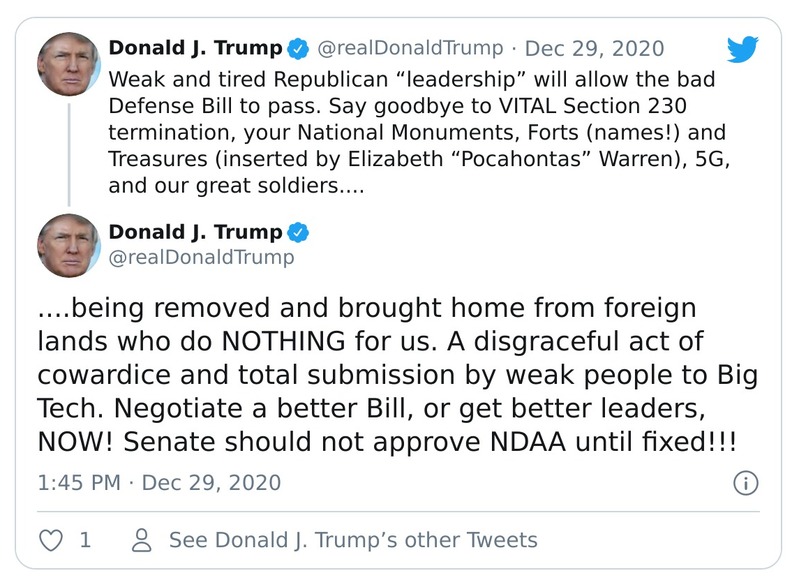 Donald J. Trump @realDonaldTrump · Dec 29, 2020
Weak and tired Republican “leadership” will allow the bad
Defense Bill to pass. Say goodbye to VITAL Section 230
termination, your National Monuments, Forts (names!) and
Treasures (inserted by Elizabeth “Pocahontas” Warren), 5G,
and our great soldiers....
Donald J. Trump
@realDonaldTrump
....being removed and brought home from foreign
lands who do NOTHING for us. A disgraceful act of
cowardice and total submission by weak people to Big
Tech. Negotiate a better Bill, or get better leaders,
NOW! Senate should not approve NDAA until fixed!!!
1:45 PM · Dec 29, 2020
1 See Donald J. Trump’s other Tweets